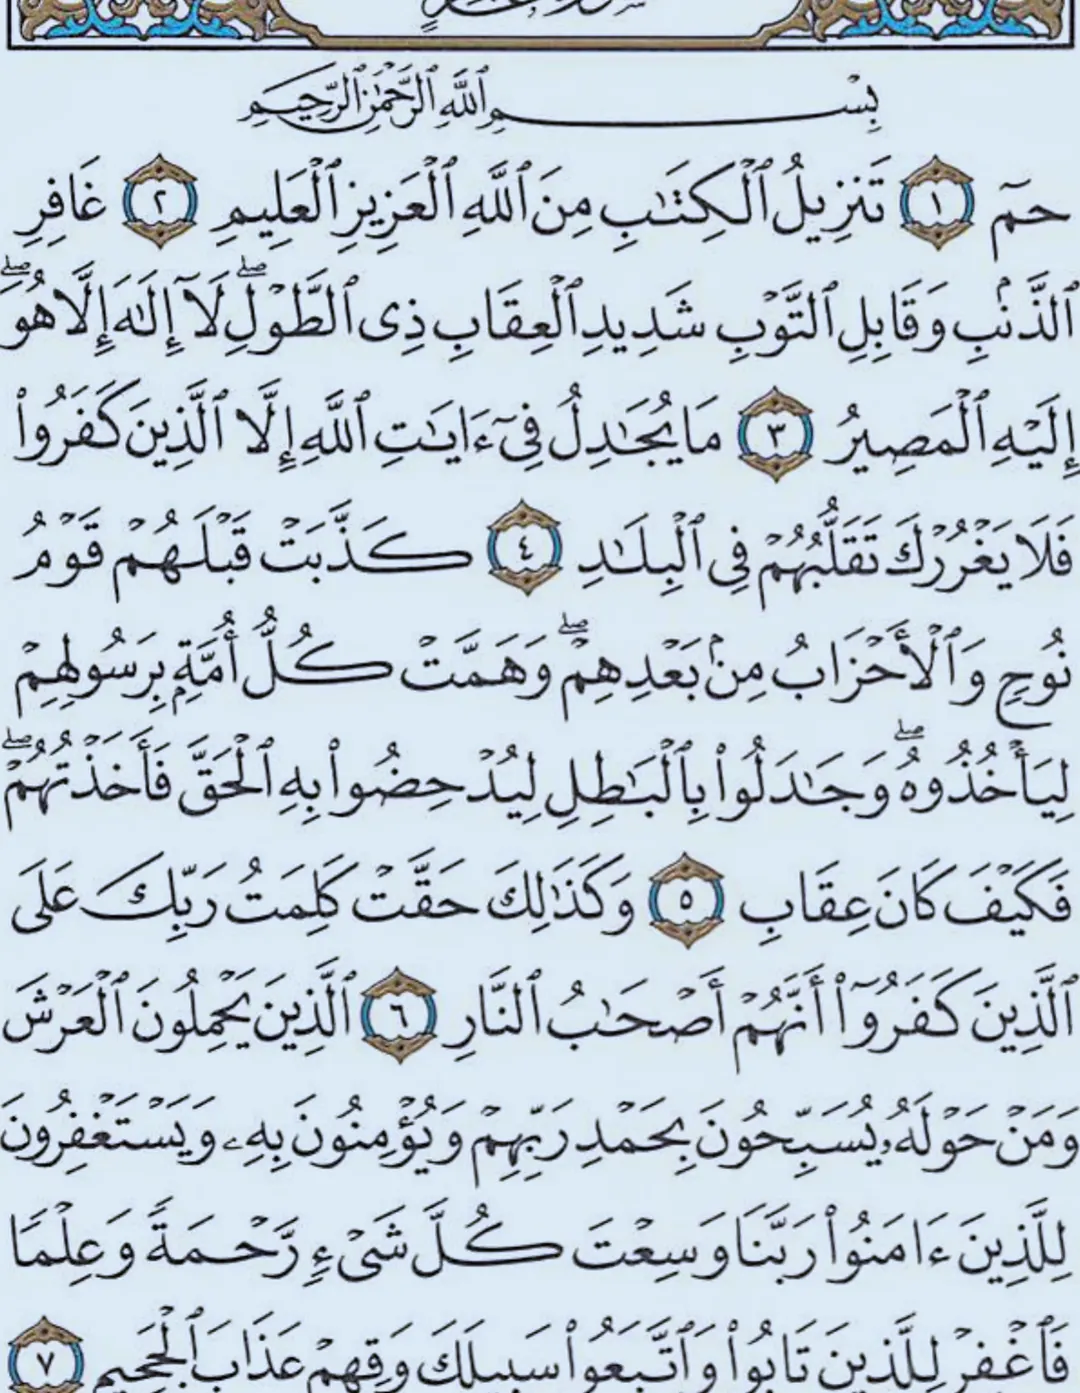 بِسْمِ ٱللَّهِ ٱلرَّحْمَٰنِ ٱلرَّحِيمِ
حمٓ ١ تَنزِيلُ ٱلْكِتَٰبِ مِنَ ٱللَّهِ ٱلْعَزِيزِ ٱلْعَلِيمِ ٢ غَافِرِ
ٱلذَّنۢبِ وَقَابِلِ ٱلتَّوْبِ شَدِيدِ ٱلْعِقَابِ ذِى ٱلطَّوْلِۖ لَآ إِلَٰهَ إِلَّا هُوَۖ
إِلَيْهِ ٱلْمَصِيرُ ٣ مَا يُجَٰدِلُ فِىٓ ءَايَٰتِ ٱللَّهِ إِلَّا ٱلَّذِينَ كَفَرُوا۟
فَلَا يَغْرُرْكَ تَقَلُّبُهُمْ فِى ٱلْبِلَٰدِ ٤ كَذَّبَتْ قَبْلَهُمْ قَوْمُ
نُوحٍ وَٱلْأَحْزَابُ مِنۢ بَعْدِهِمْۖ وَهَمَّتْ كُلُّ أُمَّةٍۭ بِرَسُولِهِمْ
لِيَأْخُذُوهُۖ وَجَٰدَلُوا۟ بِٱلْبَٰطِلِ لِيُدْحِضُوا۟ بِهِ ٱلْحَقَّ فَأَخَذْتُهُمْۖ
فَكَيْفَ كَانَ عِقَابِ ٥ وَكَذَٰلِكَ حَقَّتْ كَلِمَتُ رَبِّكَ عَلَى
ٱلَّذِينَ كَفَرُوٓا۟ أَنَّهُمْ أَصْحَٰبُ ٱلنَّارِ ٦ ٱلَّذِينَ يَحْمِلُونَ ٱلْعَرْشَ
وَمَنْ حَوْلَهُۥ يُسَبِّحُونَ بِحَمْدِ رَبِّهِمْ وَيُؤْمِنُونَ بِهِۦ وَيَسْتَغْفِرُونَ
لِلَّذِينَ ءَامَنُوا۟ رَبَّنَا وَسِعْتَ كُلَّ شَىْءٍ رَّحْمَةً وَعِلْمًا
فَٱغْفِرْ لِلَّذِينَ تَابُوا۟ وَٱتَّبَعُوا۟ سَبِيلَكَ وَقِهِمْ عَذَابَ ٱلْجَحِيمِ ٧